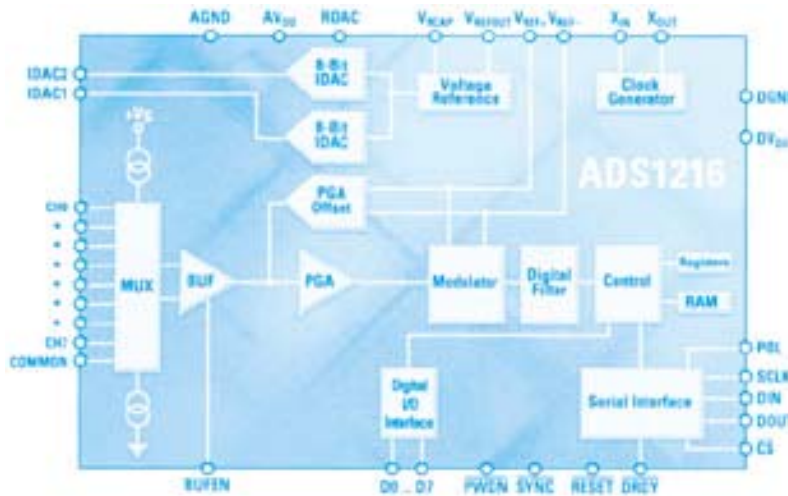 AGND AVDD RDAC VRCAP VREFOUT VREF+ VREF- XIN XOUT
IDAC2
IDAC1
8-Bit
IDAC
Voltage
Reference
Clock
Generator
DGND
8-Bit
IDAC
DVDD
+VS
ADS1216
PGA
Offset
CH0
MUX
BUF
PGA
Modulator
Digital
Filter
Control
Registers
RAM
CH7
COMMON
Digital
I/O
Interface
Serial Interface
POL
SCLK
DIN
DOUT
CS
BUFEN D0 ... D7 PWDN SYNC RESET DRDY